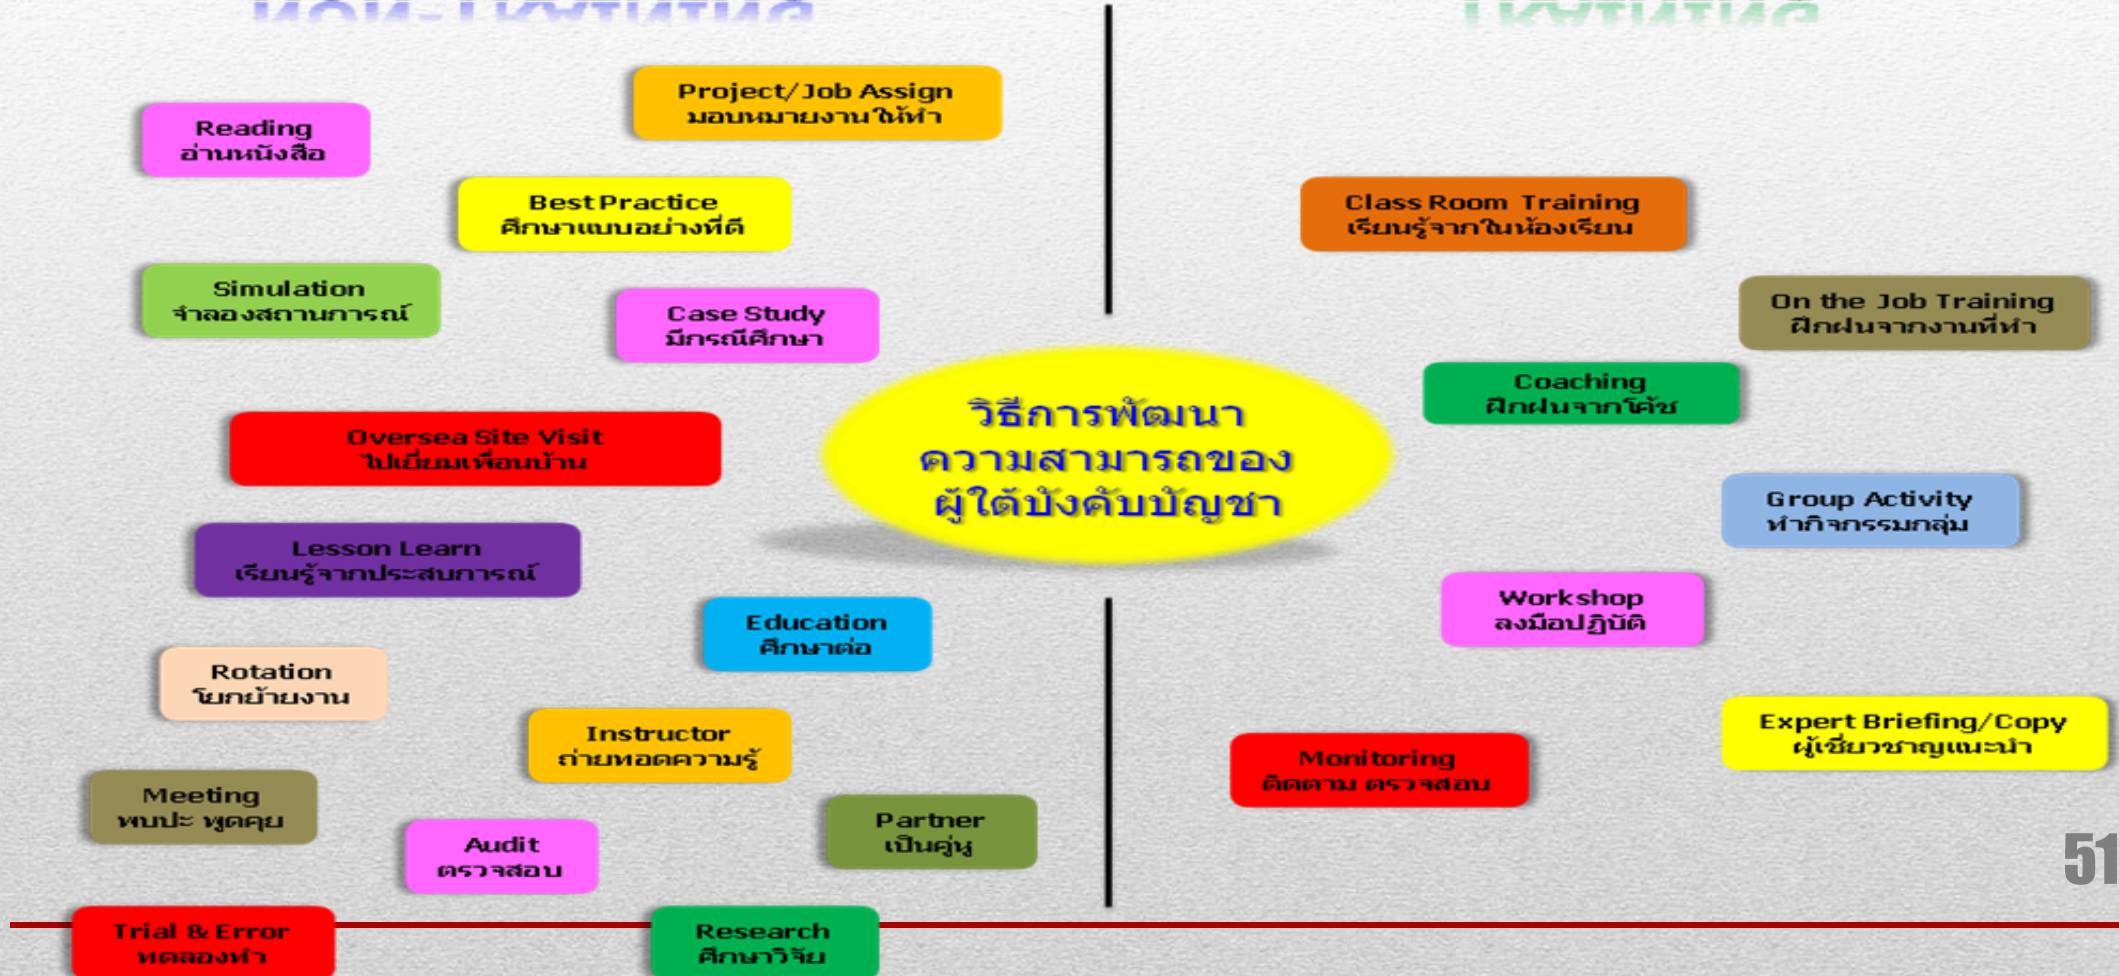 Project/Job Assign
มอบหมายงานให้ทำ
Reading
อ่านหนังสือ
Best Practice
ศึกษาแบบอย่างที่ดี
Simulation
จำลองสถานการณ์
Case Study
มีกรณีศึกษา
Oversea Site Visit
ไปเยี่ยมเพื่อนบ้าน
Lesson Learn
เรียนรู้จากประสบการณ์
Education
ศึกษาต่อ
Rotation
โยกย้ายงาน
Instructor
ถ่ายทอดความรู้
Meeting
พบปะ พูดคุย
Audit
ตรวจสอบ
Partner
เป็นคู่หู
Trial & Error
ทดลองทำ
Research
ศึกษาวิจัย
วิธีการพัฒนา
ความสามารถของ
ผู้ใต้บังคับบัญชา
Class Room Training
เรียนรู้จากในห้องเรียน
On the Job Training
ฝึกฝนจากงานที่ทำ
Coaching
ฝึกฝนจากโค้ช
Group Activity
ทำกิจกรรมกลุ่ม
Workshop
ลงมือปฏิบัติ
Expert Briefing/Copy
ผู้เชี่ยวชาญแนะนำ
Monitoring
ติดตาม ตรวจสอบ
51